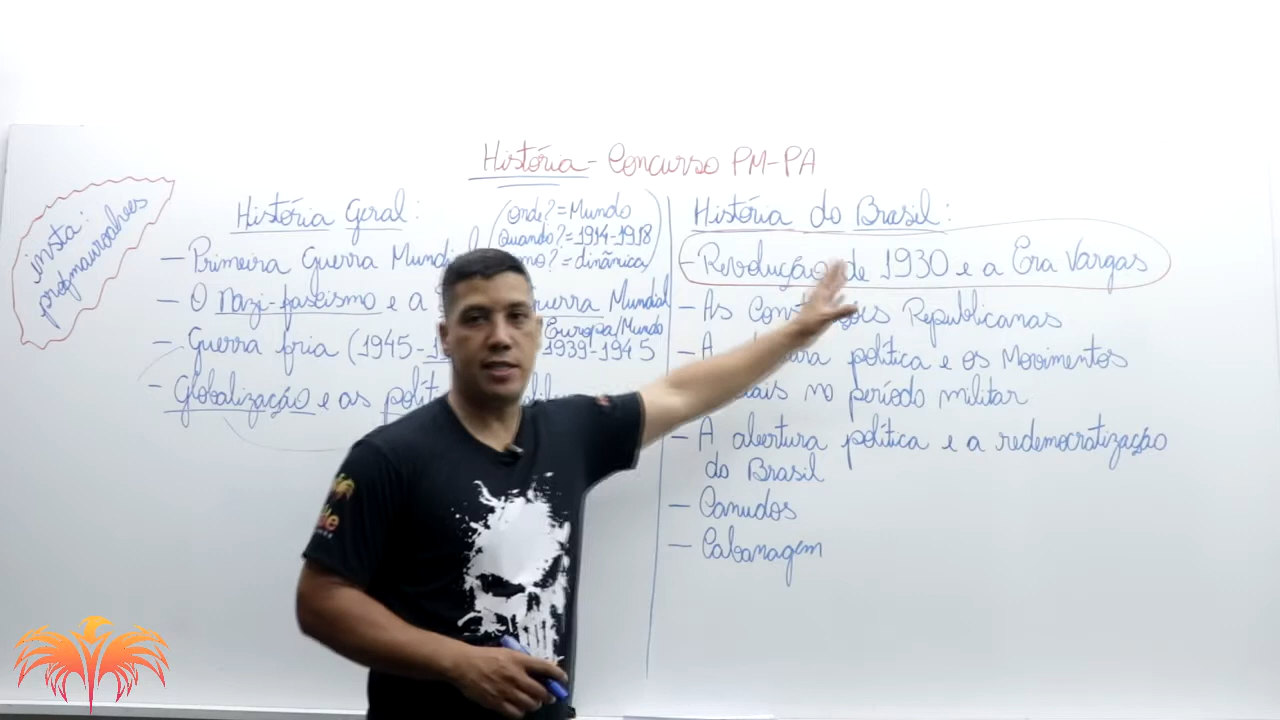 História - Concurso PM-PA
insta:
profmauroalves
História Geral:
(Onde? = Mundo
Quando? = 1914-1918
como? = dinâmica)
- Primeira Guerra Mundial
- O Nazi-fascismo e a Guerra Mundial
Europa/Mundo
1939-1945
- Guerra fria (1945-
- Globalização e as
História do Brasil:
- Revolução de 1930 e a Era Vargas
- As Republicanas
- A política e os Movimentos
no período militar
- A abertura política e a redemocratização
do Brasil
- Canudos
- Cabanagem